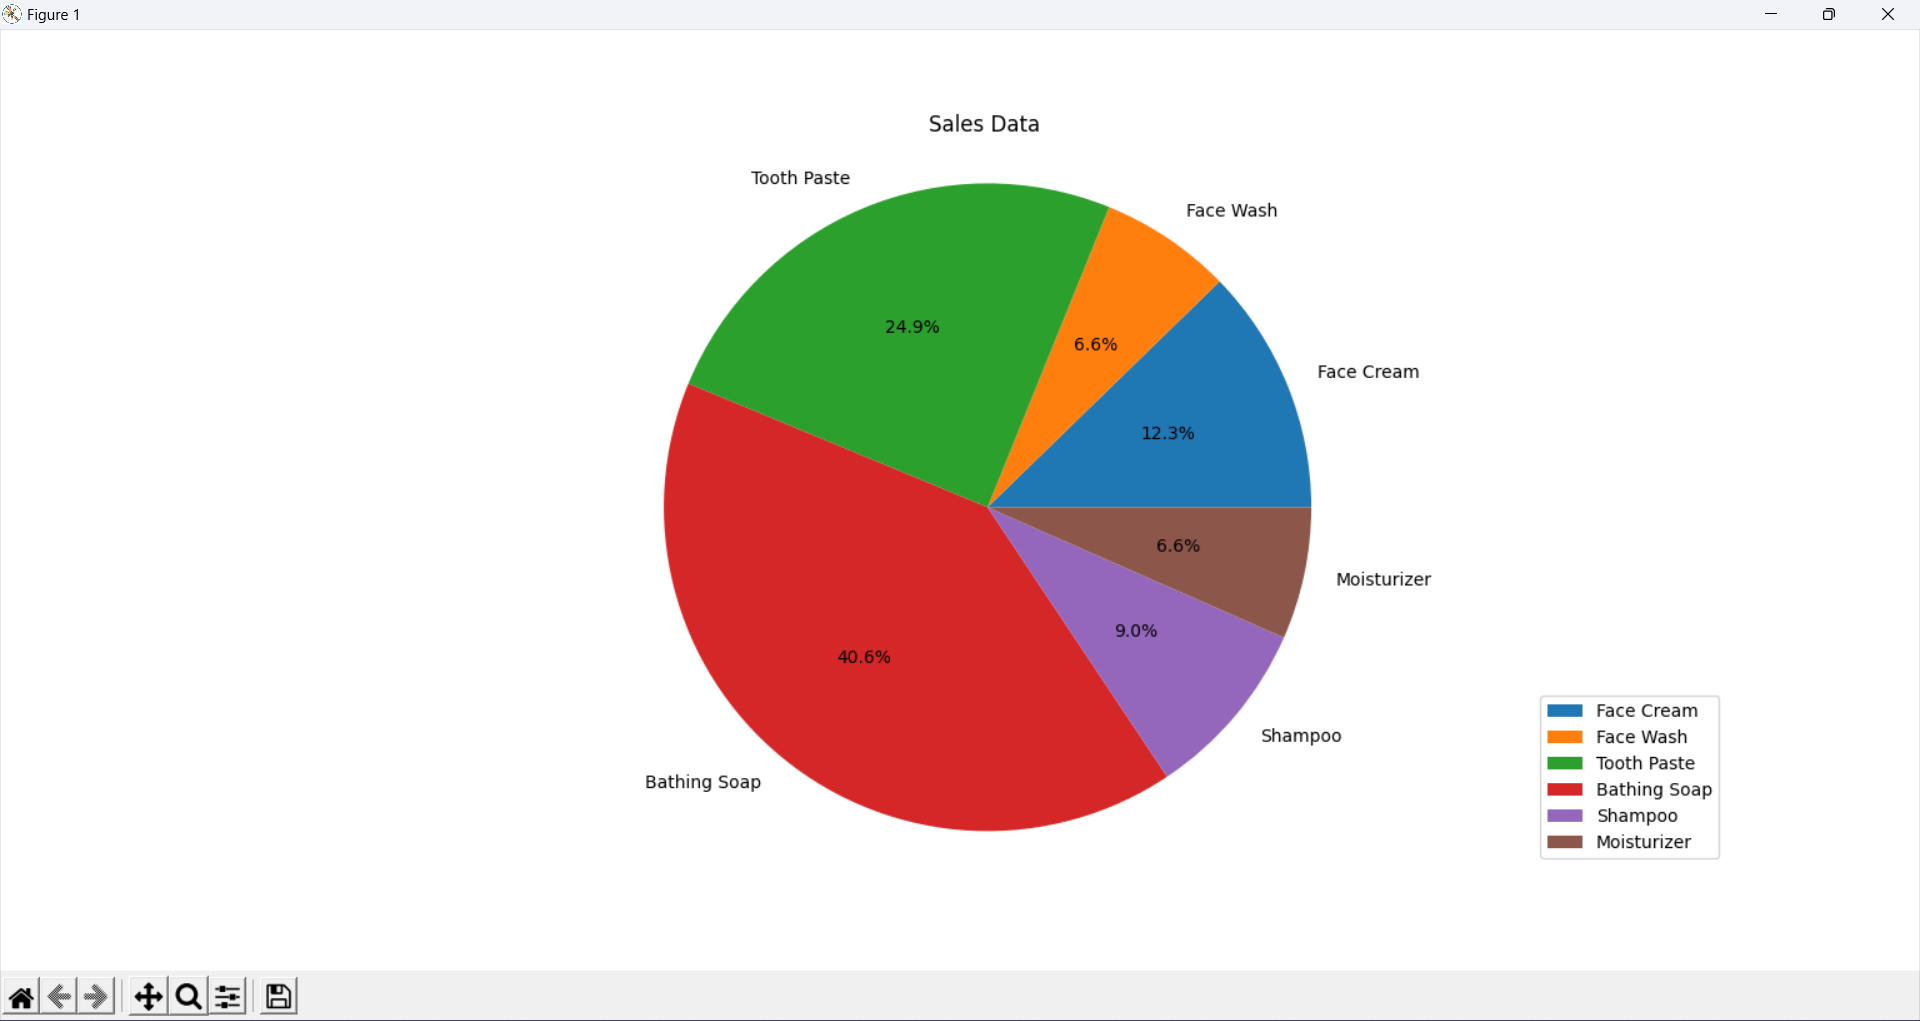 Figure 1
Sales Data
Tooth Paste
Face Wash
24.9%
6.6%
Face Cream
12.3%
6.6%
Moisturizer
9.0%
40.6%
Shampoo
Bathing Soap
Face Cream
Face Wash
Tooth Paste
Bathing Soap
Shampoo
Moisturizer